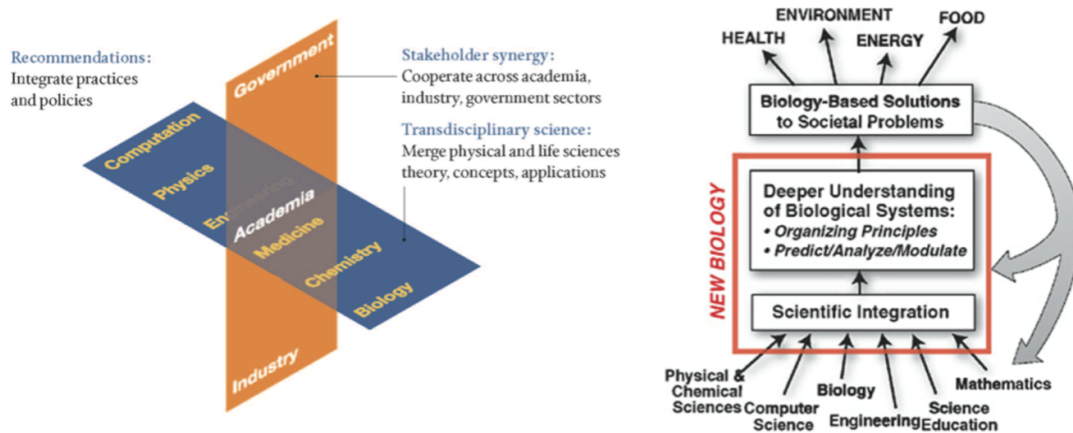 Recommendations:
Integrate practices
and policies
Stakeholder synergy:
Cooperate across academia,
industry, government sectors
Transdisciplinary science:
Merge physical and life sciences
theory, concepts, applications
Government
Academia
Industry
Computation
Physics
Engineering
Medicine
Chemistry
Biology
HEALTH
ENVIRONMENT
ENERGY
FOOD
Biology-Based Solutions
to Societal Problems
NEW BIOLOGY
Deeper Understanding
of Biological Systems:
• Organizing Principles
• Predict/Analyze/Modulate
Scientific Integration
Physical &
Chemical
Sciences
Computer
Science
Biology
Engineering
Science
Education
Mathematics